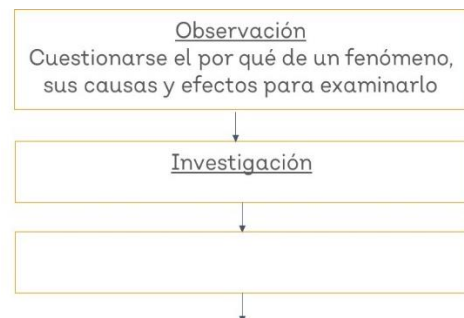 Observación
Cuestionarse el por qué de un fenómeno,
sus causas y efectos para examinarlo
Investigación